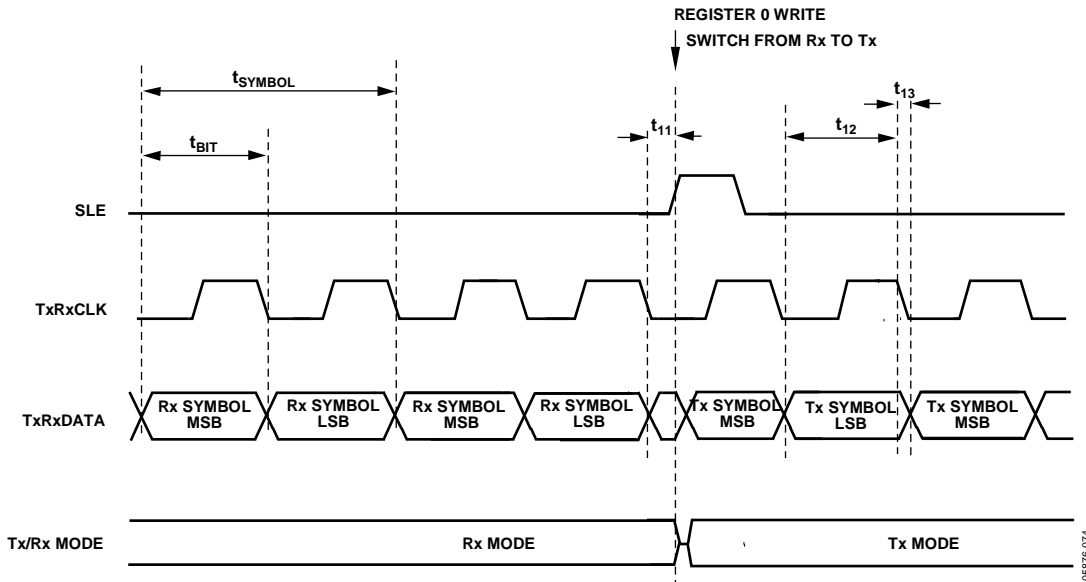 REGISTER 0 WRITE
SWITCH FROM Rx TO Tx
tSYMBOL
t13
t11
t12
tBIT
SLE
TxRxCLK
TxRxDATA
Rx SYMBOL
MSB
Rx SYMBOL
LSB
Rx SYMBOL
MSB
Rx SYMBOL
LSB
Tx SYMBOL
MSB
Tx SYMBOL
LSB
Tx SYMBOL
MSB
Tx/Rx MODE
Rx MODE
Tx MODE
05876-074